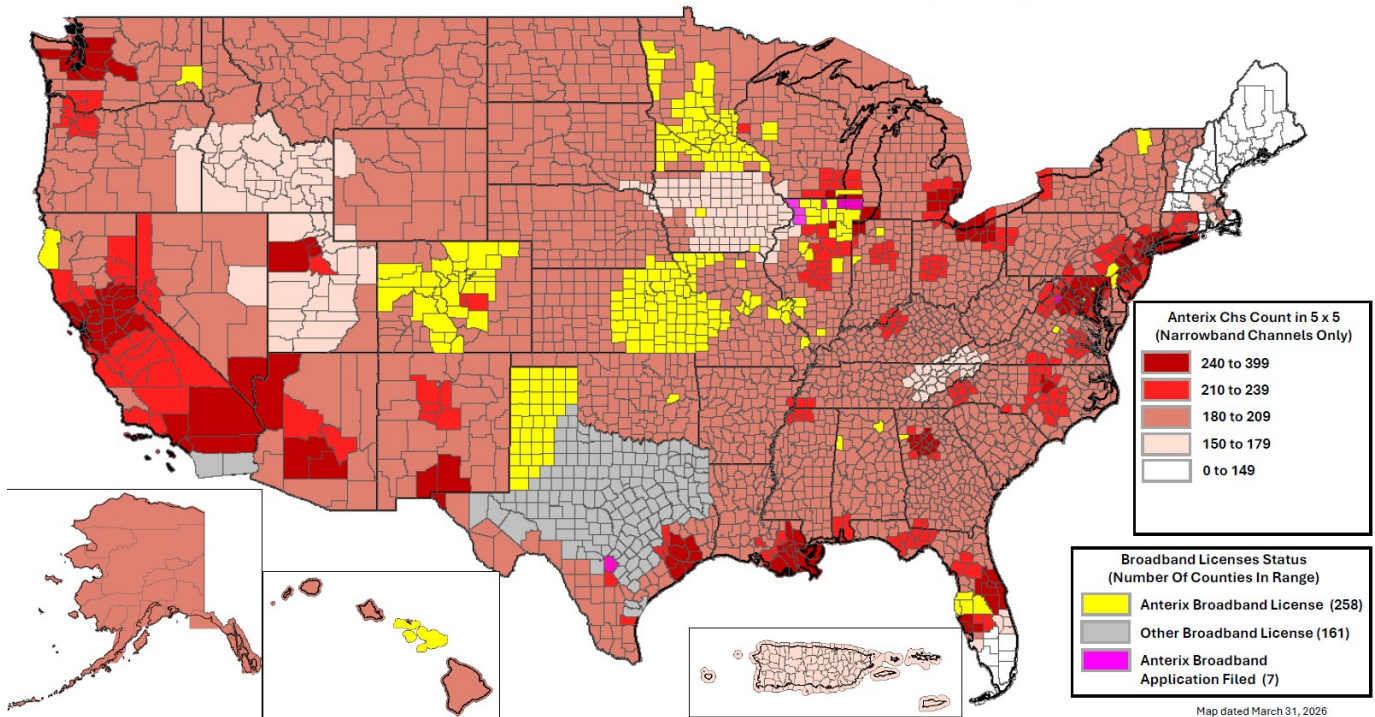 Anterix Chs Count in 5 x 5
(Narrowband Channels Only)
240 to 399
210 to 239
180 to 209
150 to 179
0 to 149
Broadband Licenses Status
(Number Of Counties In Range)
Anterix Broadband License (258)
Other Broadband License (161)
Anterix Broadband
Application Filed (7)
Map dated March 31, 2026